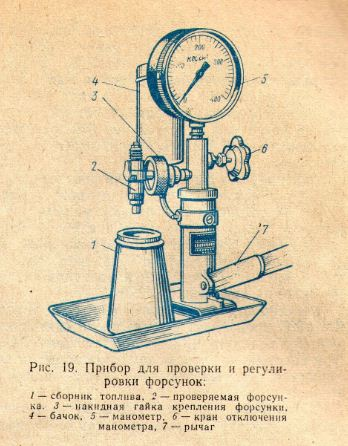 200
кгс/см²
300
100
0
400
4
5
3
6
2
1
7
Рис. 19. Прибор для проверки и регули-
ровки форсунок:
1 — сборник топлива, 2 — проверяемая форсун-
ка. 3 — накидная гайка крепления форсунки,
4 — бачок, 5 — манометр, 6 — кран отключения
манометра, 7 — рычаг